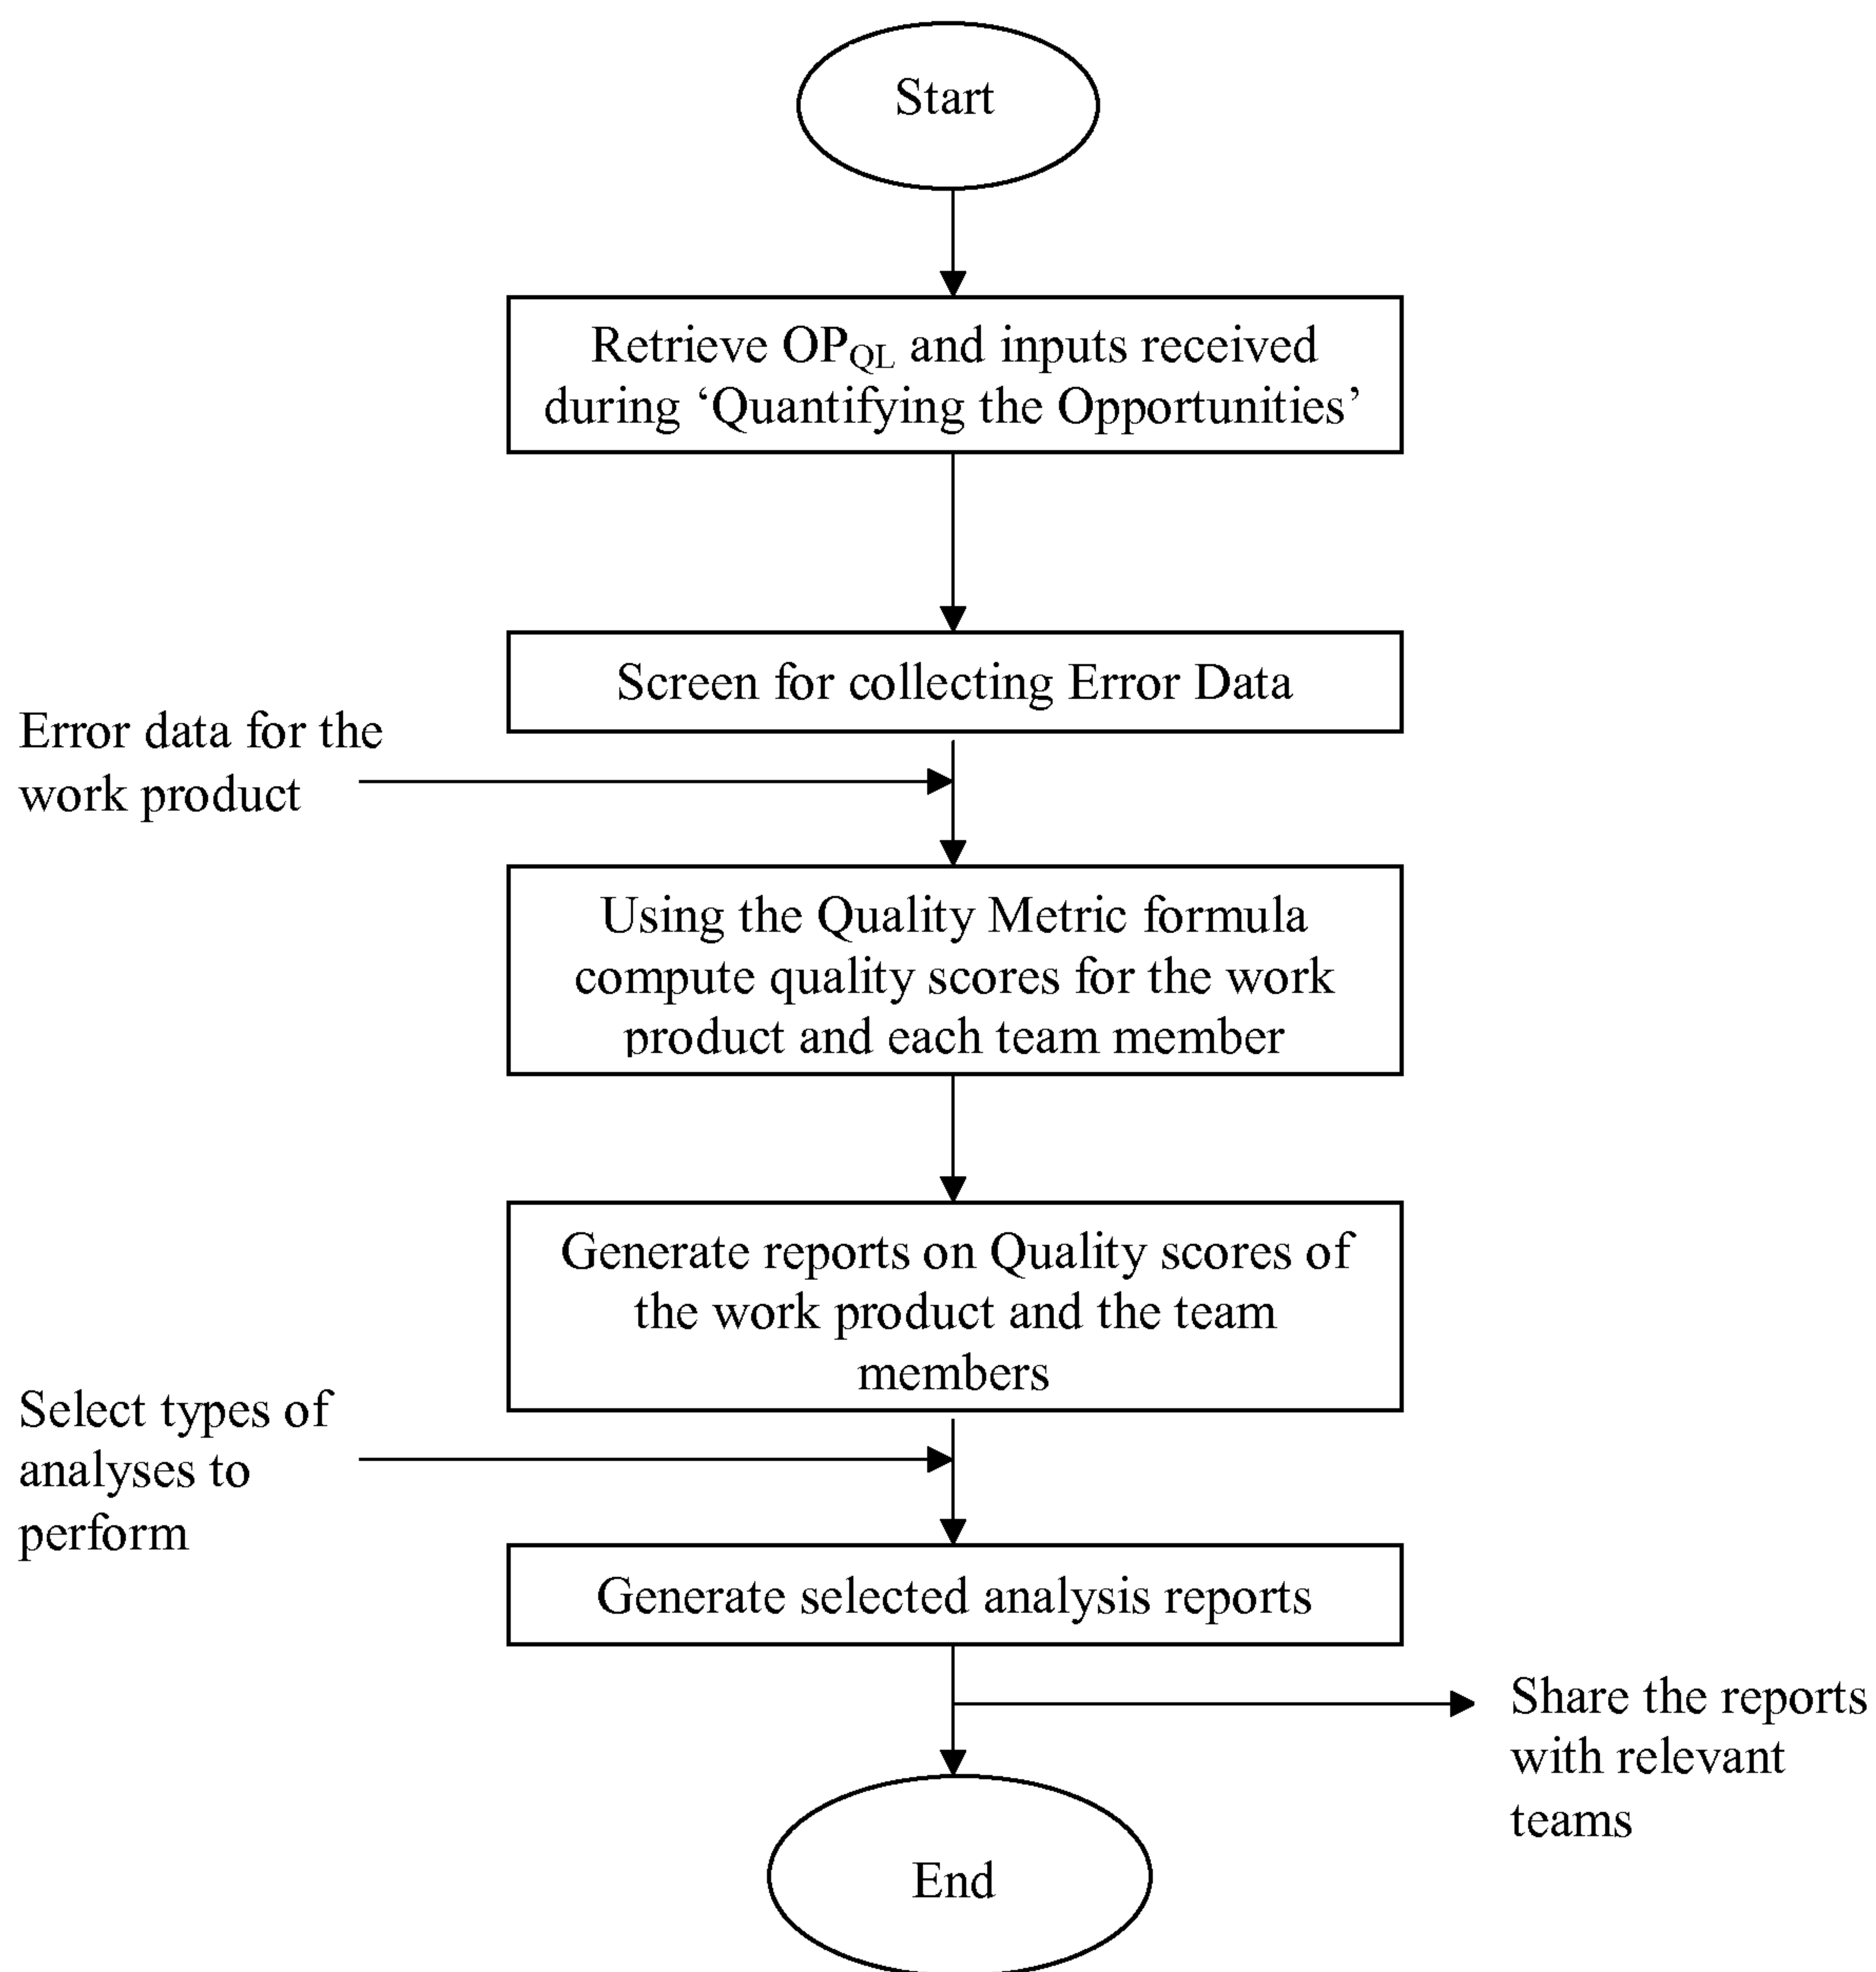 Start
Retrieve OPQL and inputs received
during ‘Quantifying the Opportunities’
Screen for collecting Error Data
Error data for the
work product
Using the Quality Metric formula
compute quality scores for the work
product and each team member
Generate reports on Quality scores of
the work product and the team
members
Select types of
analyses to
perform
Generate selected analysis reports
Share the reports
with relevant
teams
End